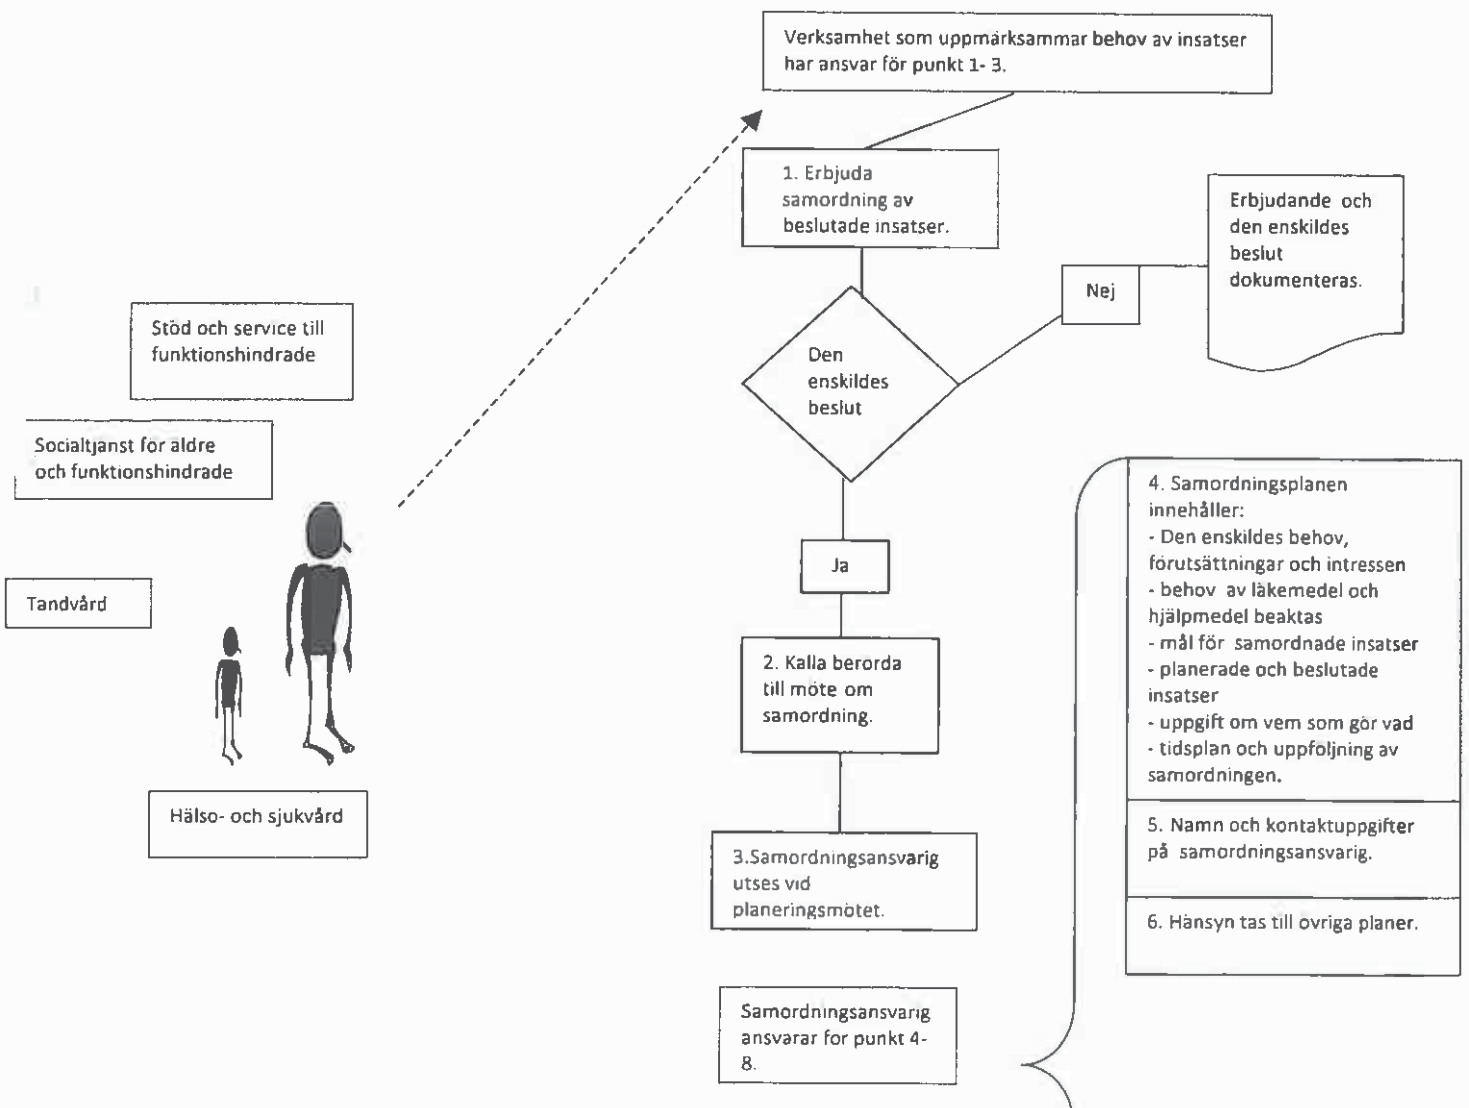 Verksamhet som uppmärksammar behov av insatser
har ansvar för punkt 1- 3.
1. Erbjuda
samordning av
beslutade insatser.
Erbjudande och
den enskildes
beslut
dokumenteras.
Nej
Den
enskildes
beslut
Stöd och service till
funktionshindrade
Socialtjänst för äldre
och funktionshindrade
Tandvård
Hälso- och sjukvård
Ja
2. Kalla berörda
till möte om
samordning.
3.Samordningsansvarig
utses vid
planeringsmötet.
Samordningsansvarig
ansvarar för punkt 4-
8.
4. Samordningsplanen
innehåller:
- Den enskildes behov,
förutsättningar och intressen
- behov av läkemedel och
hjälpmedel beaktas
- mål för samordnade insatser
- planerade och beslutade
insatser
- uppgift om vem som gör vad
- tidsplan och uppföljning av
samordningen.
5. Namn och kontaktuppgifter
på samordningsansvarig.
6. Hänsyn tas till övriga planer.